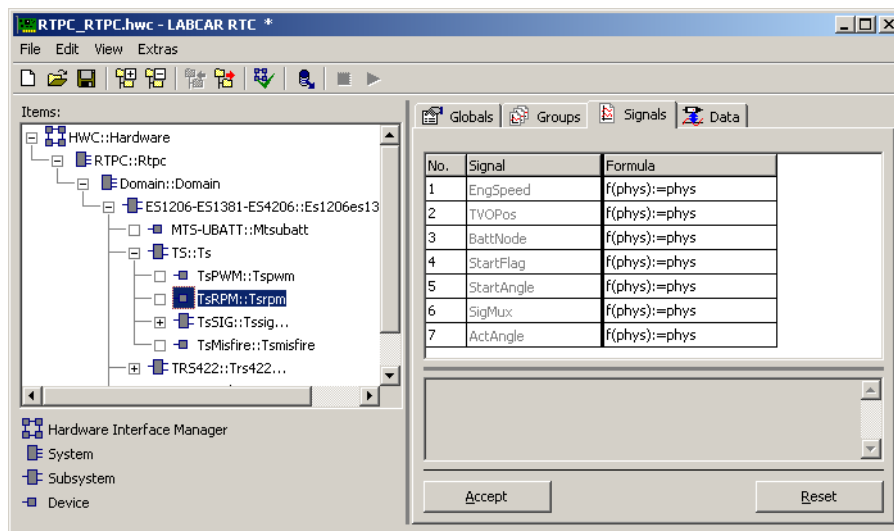 RTPC_RTPC.hwc - LABCAR RTC *
File Edit View Extras
Items:
HWC::Hardware
RTPC::Rtpc
Domain::Domain
ES1206-ES1381-ES4206::Es1206es13
MTS-UBATT::Mtsubatt
TS::Ts
TsPWM::Tspwm
TsRPM::Tsrpm
TsSIG::Tssig...
TsMisfire::Tsmisfire
TRS422::Trs422...
Hardware Interface Manager
System
Subsystem
Device
Globals Groups Signals Data
No. Signal Formula
1 EngSpeed f(phys):=phys
2 TVOPos f(phys):=phys
3 BattNode f(phys):=phys
4 StartFlag f(phys):=phys
5 StartAngle f(phys):=phys
6 SigMux f(phys):=phys
7 ActAngle f(phys):=phys
Accept Reset